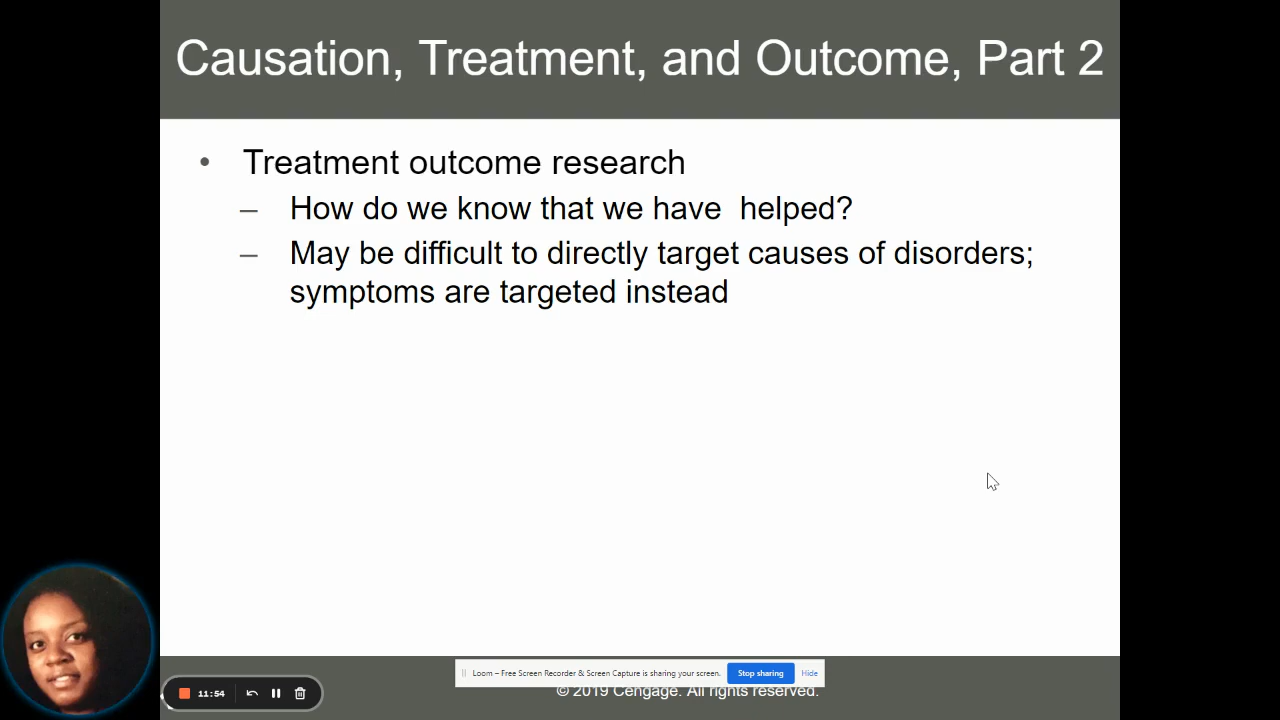 Causation, Treatment, and Outcome, Part 2
• Treatment outcome research
– How do we know that we have  helped?
– May be difficult to directly target causes of disorders;
symptoms are targeted instead
Loom – Free Screen Recorder & Screen Capture is sharing your screen.
Stop sharing
Hide
© 2019 Cengage. All rights reserved.
11:54